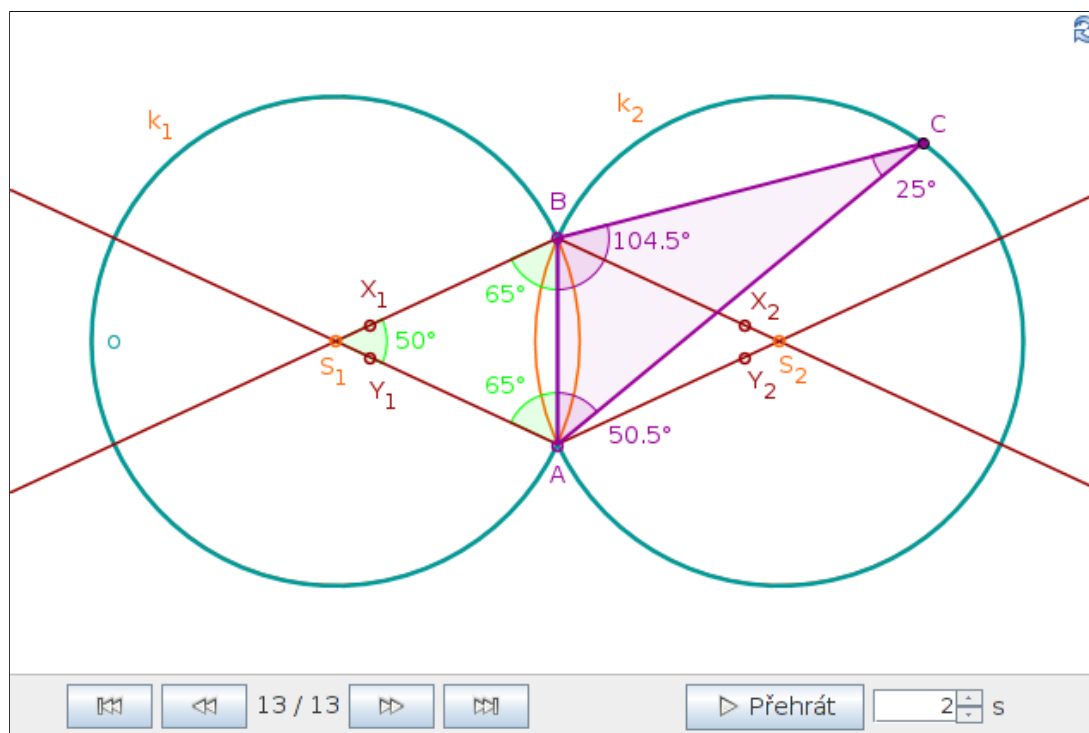 k1
k2
C
25°
B
104.5°
65°
X1
X2
o
50°
S1
S2
Y1
Y2
65°
50.5°
A
13 / 13
Přehrát
2
s